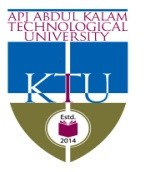 APJ ABDUL KALAM
TECHNOLOGICAL
UNIVERSITY
KTU
Estd.
2014